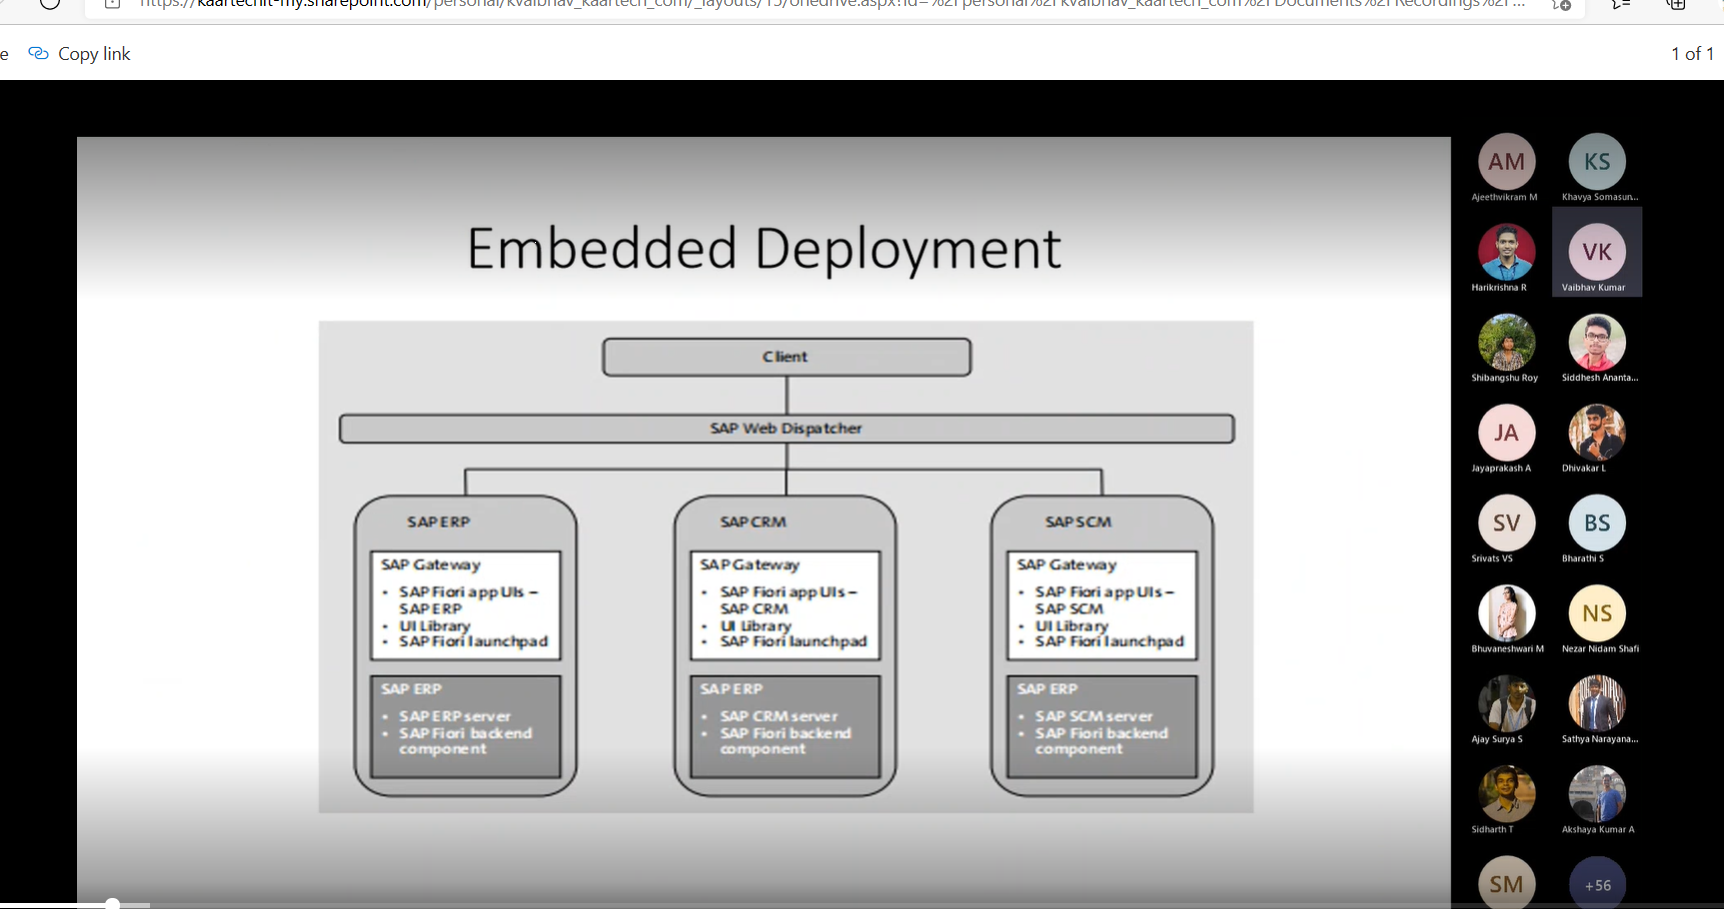 https://kaartechit-my.sharepoint.com/personal/kvaibhav_kaartech_com/_layouts/15/onedrive.aspx?id=%2Fpersonal%2Fkvaibhav_kaartech_com%2FDocuments%2FRecordings%2F...
e Copy link
1 of 1
Embedded Deployment
Client
SAP Web Dispatcher
SAP ERP
SAP Gateway
• SAP Fiori app UIs –
SAP ERP
• UI Library
• SAP Fiori launchpad
SAP ERP
• SAP ERP server
• SAP Fiori backend
component
SAP CRM
SAP Gateway
• SAP Fiori app UIs –
SAP CRM
• UI Library
• SAP Fiori launchpad
SAP ERP
• SAP CRM server
• SAP Fiori backend
component
SAP SCM
SAP Gateway
• SAP Fiori app UIs –
SAP SCM
• UI Library
• SAP Fiori launchpad
SAP ERP
• SAP SCM server
• SAP Fiori backend
component
AM
Ajeethvikram M
KS
Khavya Somasun...
Harikrishna R
VK
Vaibhav Kumar
Shibangshu Roy
Siddhesh Ananta...
JA
Jayaprakash A
Dhivakar L
SV
Srivats VS
BS
Bharathi S
Bhuvaneshwari M
NS
Nezar Nidam Shafi
Ajay Surya S
Sathya Narayana...
Sidharth T
Akshaya Kumar A
SM
+56